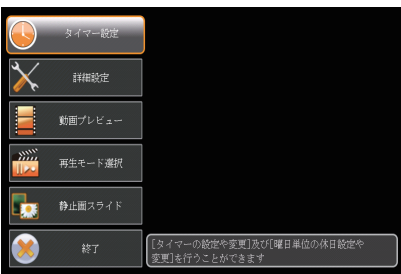 タイマー設定
詳細設定
動画プレビュー
再生モード選択
静止画スライド
終了
[タイマーの設定や変更]及び[曜日単位の休日設定や
変更]を行うことができます